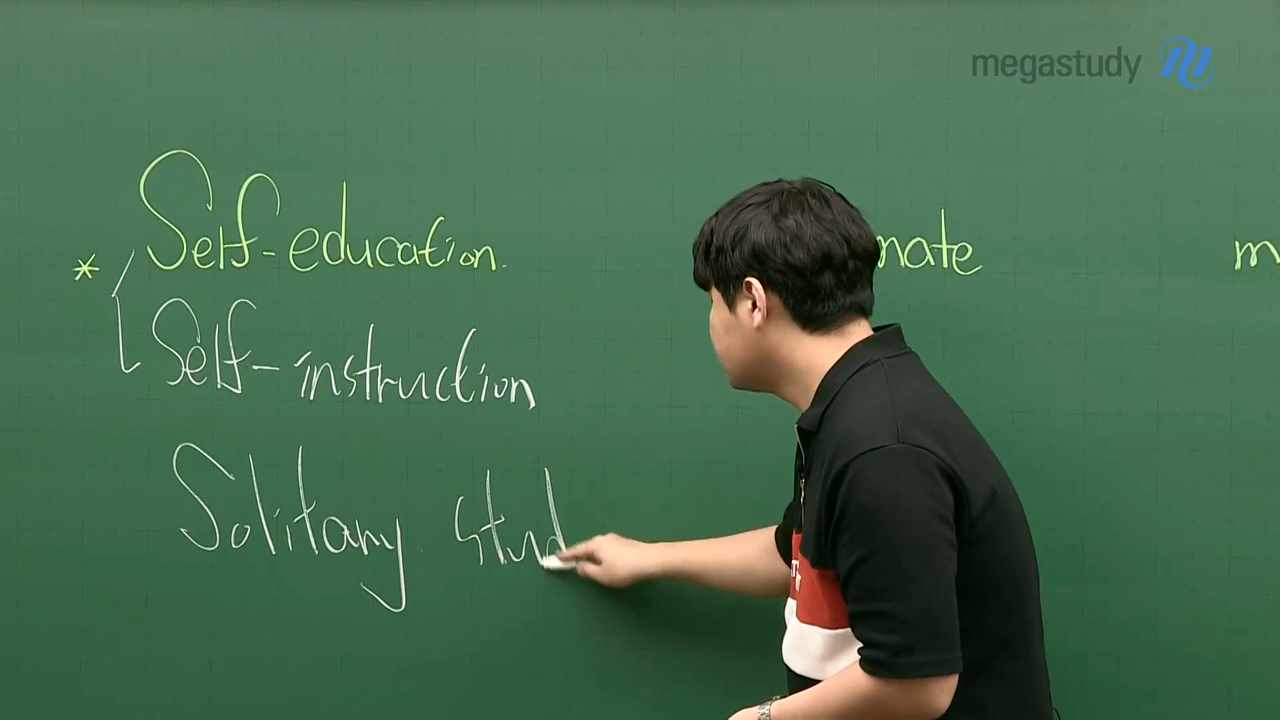 megastudy
Self-education.
nate
m
* Self-instruction
Solitary stud